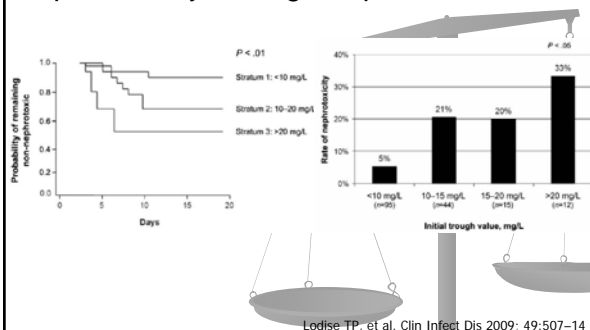 P < .01
Probability of remaining
non-nephrotoxic
1.0
0.8
0.6
0.4
0.2
0.0
0
5
10
15
20
Days
Stratum 1: <10 mg/L
Stratum 2: 10–20 mg/L
Stratum 3: >20 mg/L
P < .05
Rate of nephrotoxicity
40%
30%
20%
10%
0%
5%
21%
20%
33%
<10 mg/L
(n=95)
10–15 mg/L
(n=44)
15–20 mg/L
(n=15)
>20 mg/L
(n=12)
Initial trough value, mg/L
Lodise TP, et al. Clin Infect Dis 2009; 49:507–14